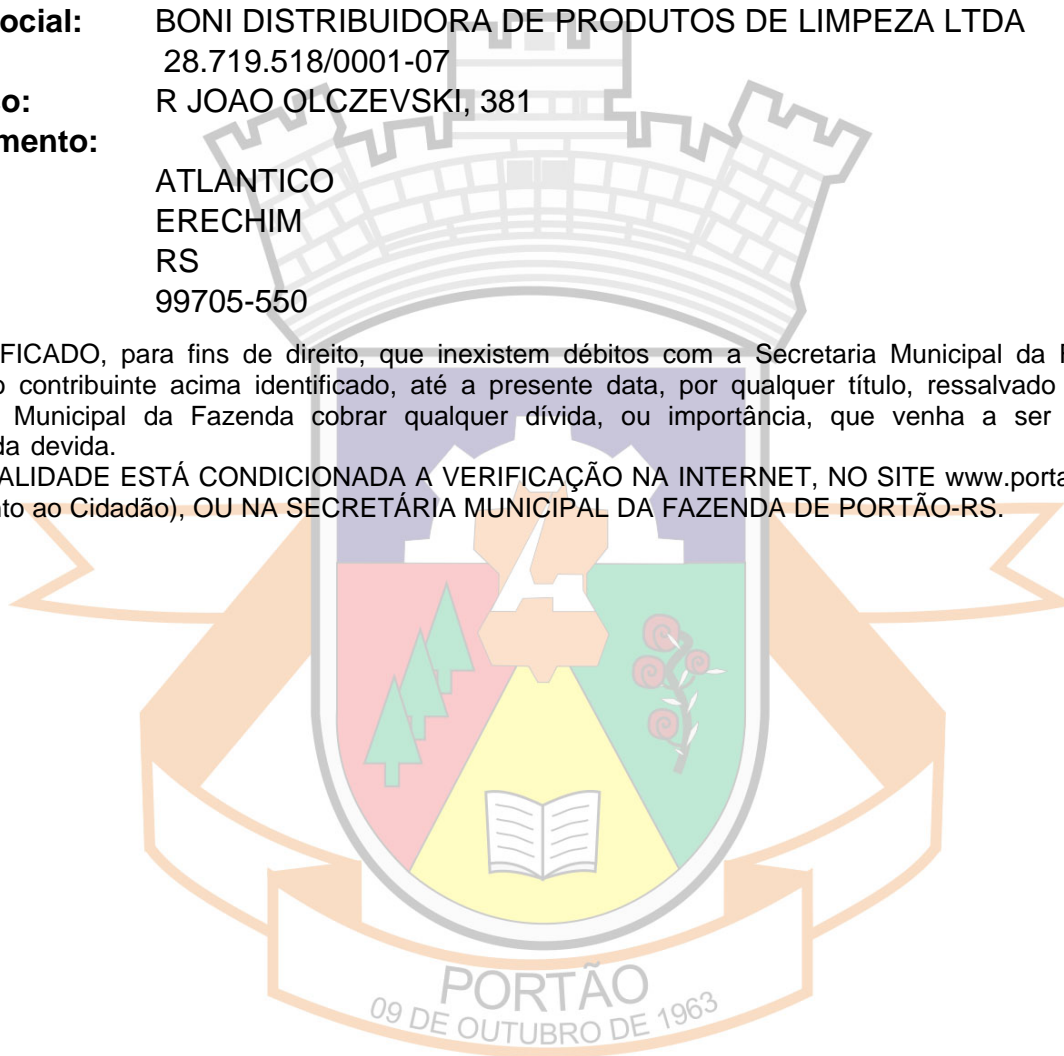 ocial: BONI DISTRIBUIDORA DE PRODUTOS DE LIMPEZA LTDA
28.719.518/0001-07
o: R JOAO OLCZEVSKI, 381
mento:
ATLANTICO
ERECHIM
RS
99705-550
FICADO, para fins de direito, que inexistem débitos com a Secretaria Municipal da
o contribuinte acima identificado, até a presente data, por qualquer título, ressalvado
Municipal da Fazenda cobrar qualquer dívida, ou importância, que venha a ser
da devida.
ALIDADE ESTÁ CONDICIONADA A VERIFICAÇÃO NA INTERNET, NO SITE www.porta
nto ao Cidadão), OU NA SECRETÁRIA MUNICIPAL DA FAZENDA DE PORTÃO-RS.
PORTÃO
09 DE OUTUBRO DE 1963